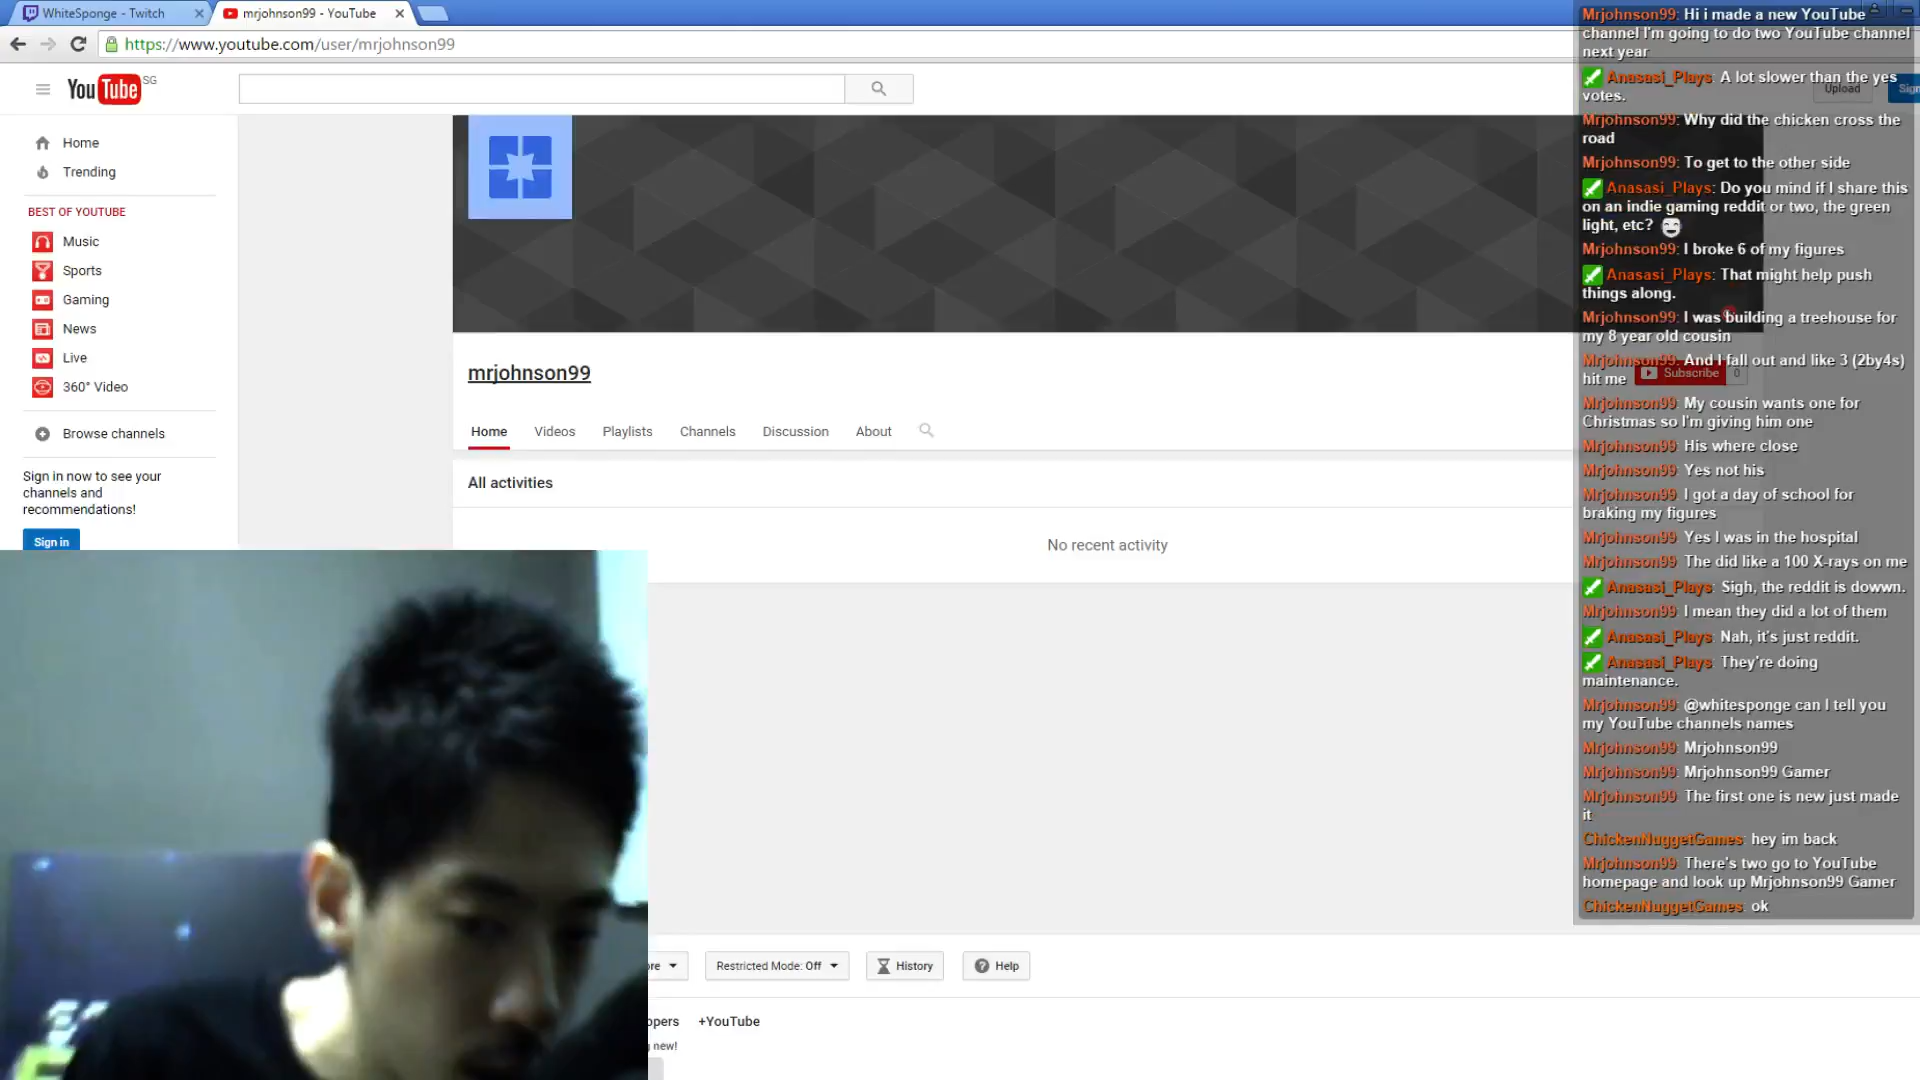 WhiteSponge - Twitch
mrjohnson99 - YouTube
https://www.youtube.com/user/mrjohnson99
YouTube SG
Upload
Sign
Home
Trending
BEST OF YOUTUBE
Music
Sports
Gaming
News
Live
360° Video
Browse channels
Sign in now to see your
channels and
recommendations!
Sign in
mrjohnson99
Subscribe 0
Home Videos Playlists Channels Discussion About
All activities
No recent activity
ore Restricted Mode: Off History Help
opers +YouTube
g new!
Mrjohnson99: Hi i made a new YouTube
channel I'm going to do two YouTube channel
next year
Anasasi_Plays: A lot slower than the yes
votes.
Mrjohnson99: Why did the chicken cross the
road
Mrjohnson99: To get to the other side
Anasasi_Plays: Do you mind if I share this
on an indie gaming reddit or two, the green
light, etc?
Mrjohnson99: I broke 6 of my figures
Anasasi_Plays: That might help push
things along.
Mrjohnson99: I was building a treehouse for
my 8 year old cousin
Mrjohnson99: And I fall out and like 3 (2by4s)
hit me
Mrjohnson99: My cousin wants one for
Christmas so I'm giving him one
Mrjohnson99: His where close
Mrjohnson99: Yes not his
Mrjohnson99: I got a day of school for
braking my figures
Mrjohnson99: Yes I was in the hospital
Mrjohnson99: The did like a 100 X-rays on me
Anasasi_Plays: Sigh, the reddit is dowwn.
Mrjohnson99: I mean they did a lot of them
Anasasi_Plays: Nah, it's just reddit.
Anasasi_Plays: They're doing
maintenance.
Mrjohnson99: @whitesponge can I tell you
my YouTube channels names
Mrjohnson99: Mrjohnson99
Mrjohnson99: Mrjohnson99 Gamer
Mrjohnson99: The first one is new just made
it
ChickenNuggetGames: hey im back
Mrjohnson99: There's two go to YouTube
homepage and look up Mrjohnson99 Gamer
ChickenNuggetGames: ok